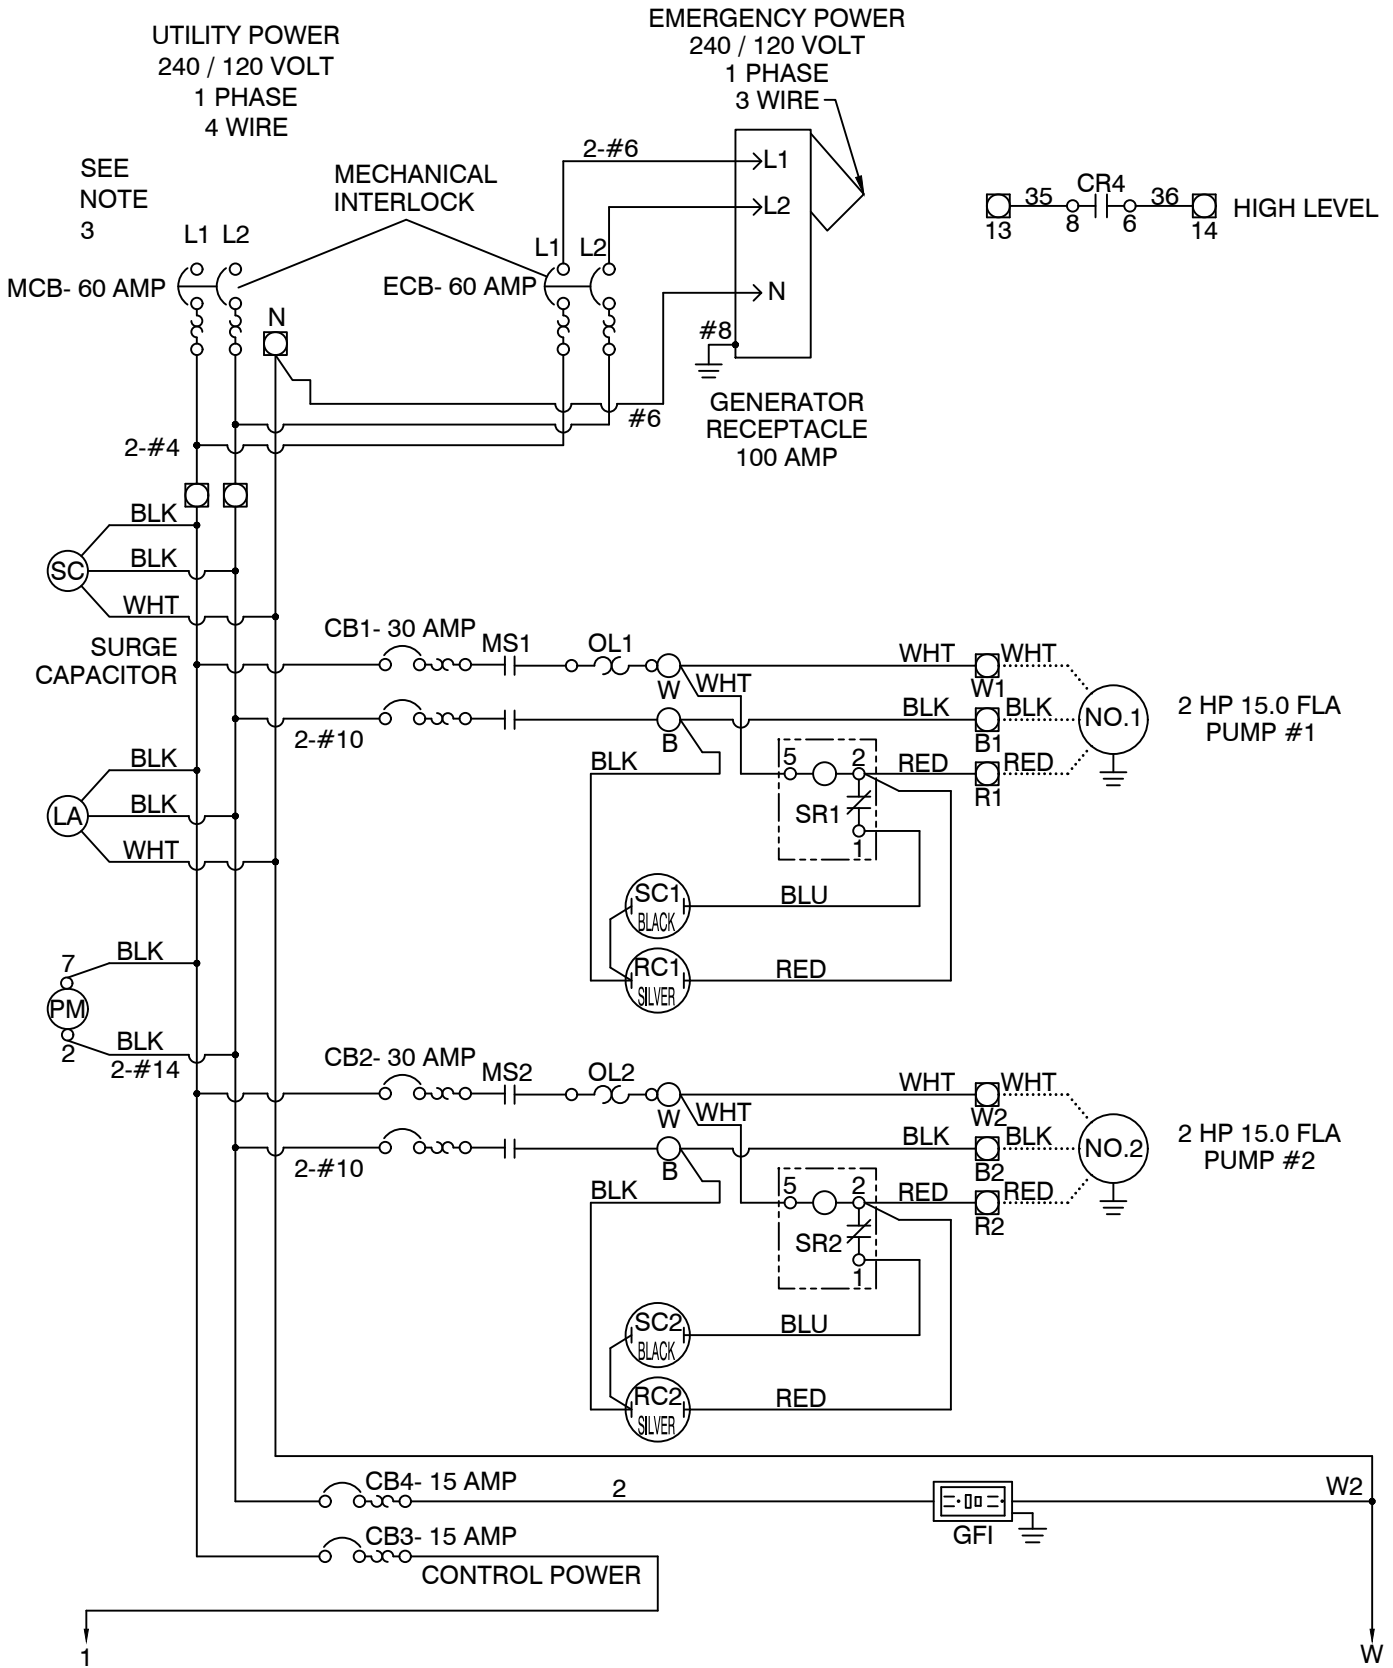 UTILITY POWER
240 / 120 VOLT
1 PHASE
4 WIRE
EMERGENCY POWER
240 / 120 VOLT
1 PHASE
3 WIRE
SEE
NOTE
3
MECHANICAL
INTERLOCK
2-#6
L1
L2
N
#8
35 CR4 36
13 8 6 14
HIGH LEVEL
L1 L2
MCB- 60 AMP
L1 L2
ECB- 60 AMP
N
#6
GENERATOR
RECEPTACLE
100 AMP
2-#4
BLK
SC
BLK
WHT
SURGE
CAPACITOR
CB1- 30 AMP
MS1
OL1
W
WHT
WHT
W1
WHT
2-#10
B
BLK
B1
BLK
NO.1
2 HP 15.0 FLA
PUMP #1
BLK
5 2
RED
R1
RED
SR1
1
BLK
LA
BLK
WHT
SC1
BLACK
BLU
RC1
SILVER
RED
7
BLK
PM
2
BLK
2-#14
CB2- 30 AMP
MS2
OL2
W
WHT
WHT
W2
WHT
2-#10
B
BLK
B2
BLK
NO.2
2 HP 15.0 FLA
PUMP #2
BLK
5 2
RED
R2
RED
SR2
1
SC2
BLACK
BLU
RC2
SILVER
RED
CB4- 15 AMP
2
GFI
W2
CB3- 15 AMP
CONTROL POWER
1
W